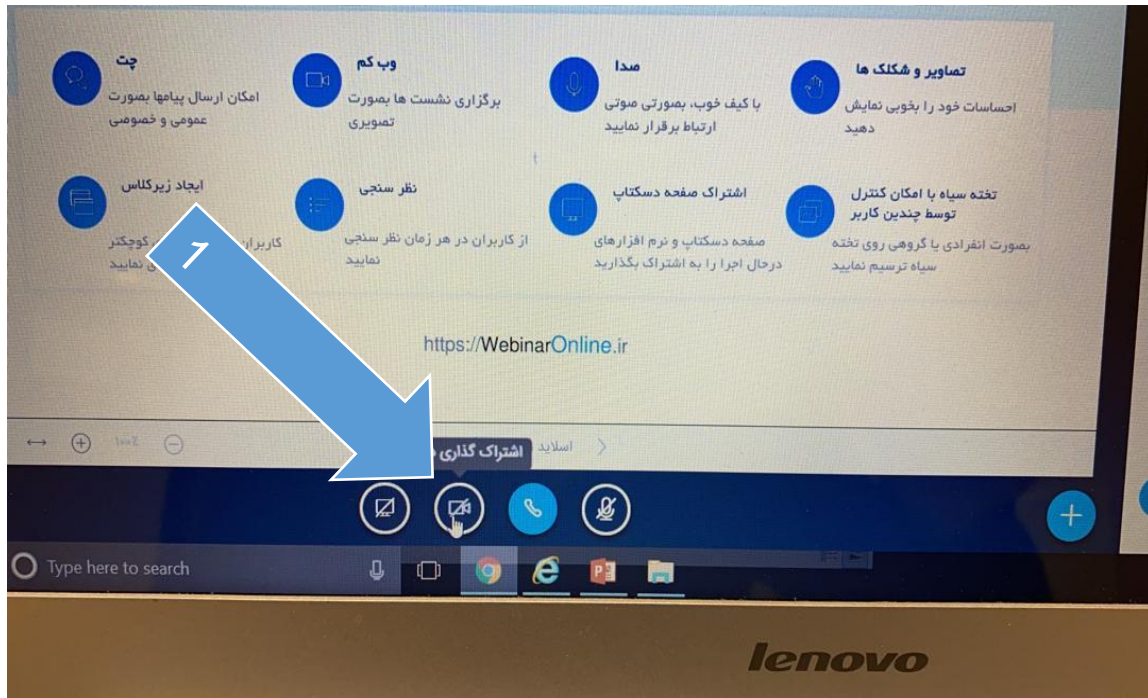 تصاویر و شکلک ها
احساسات خود را بخوبی نمایش
دهید
صدا
با کیف خوب، بصورتی صوتی
ارتباط برقرار نمایید
وب کم
برگزاری نشست ها بصورت
تصویری
چت
امکان ارسال پیامها بصورت
عمومی و خصوصی
تخته سیاه با امکان کنترل
توسط چندین کاربر
بصورت انفرادی یا گروهی روی تخته
سیاه ترسیم نمایید
اشتراک صفحه دسکتاپ
صفحه دسکتاپ و نرم افزارهای
درحال اجرا را به اشتراک بگذارید
نظر سنجی
از کاربران در هر زمان نظر سنجی
نمایید
ایجاد زیرکلاس
کاربران
کوچکتر
نمایید
۱
https://WebinarOnline.ir
اسلاید
اشتراک گذاری
Type here to search
lenovo